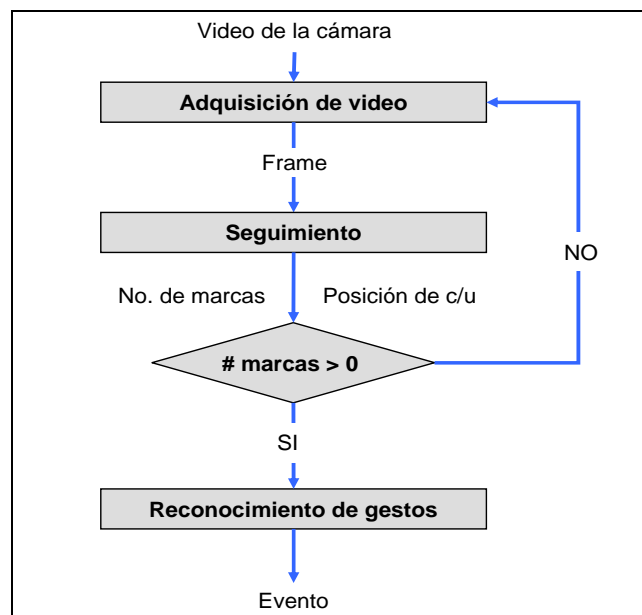 Video de la cámara
Adquisición de video
Frame
Seguimiento
NO
No. de marcas
Posición de c/u
# marcas > 0
SI
Reconocimiento de gestos
Evento